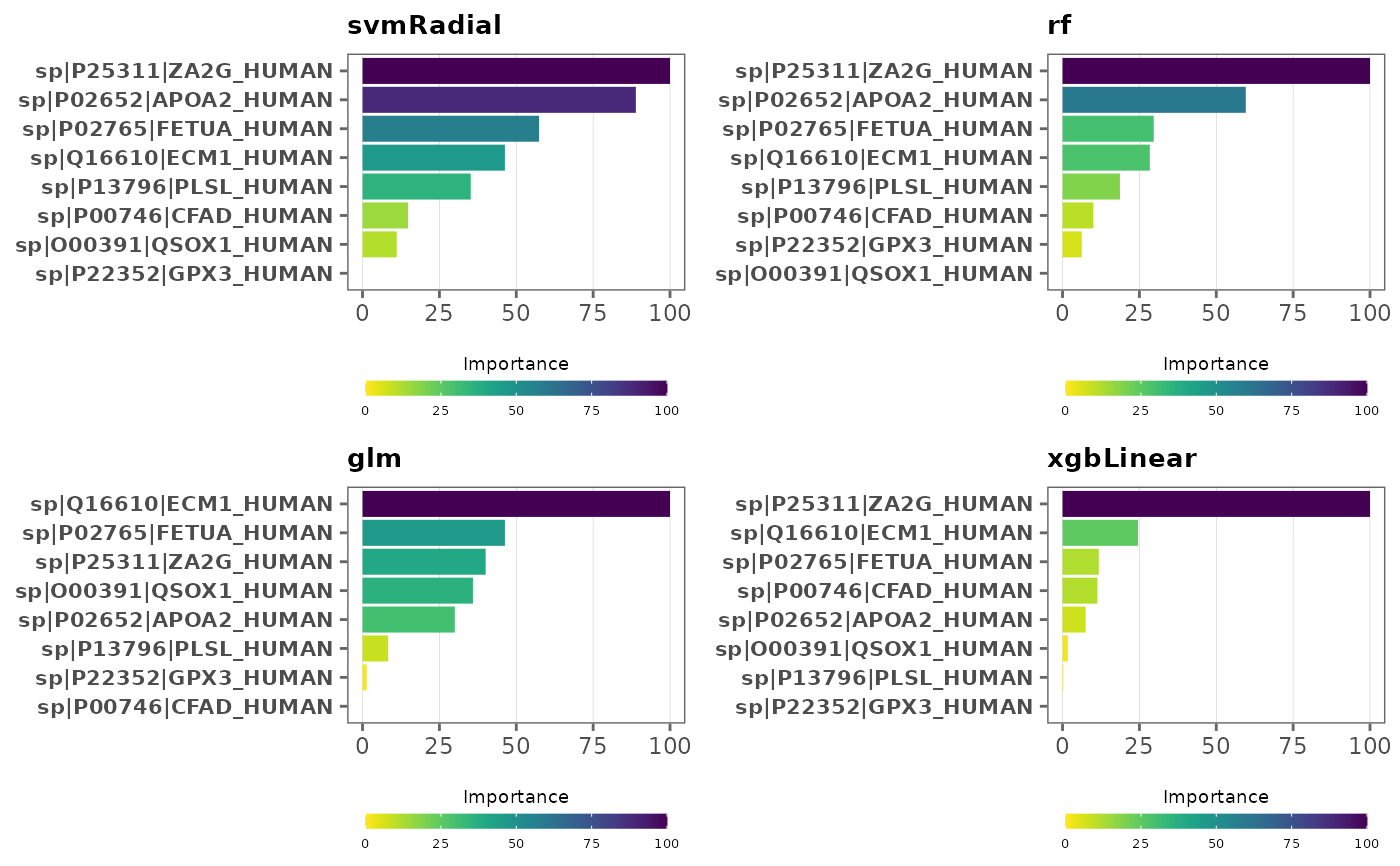 svmRadial
sp|P25311|ZA2G_HUMAN
sp|P02652|APOA2_HUMAN
sp|P02765|FETUA_HUMAN
sp|Q16610|ECM1_HUMAN
sp|P13796|PLSL_HUMAN
sp|P00746|CFAD_HUMAN
sp|O00391|QSOX1_HUMAN
sp|P22352|GPX3_HUMAN
0 25 50 75 100
Importance
0 25 50 75 100
rf
sp|P25311|ZA2G_HUMAN
sp|P02652|APOA2_HUMAN
sp|P02765|FETUA_HUMAN
sp|Q16610|ECM1_HUMAN
sp|P13796|PLSL_HUMAN
sp|P00746|CFAD_HUMAN
sp|P22352|GPX3_HUMAN
sp|O00391|QSOX1_HUMAN
0 25 50 75 100
Importance
0 25 50 75 100
glm
sp|Q16610|ECM1_HUMAN
sp|P02765|FETUA_HUMAN
sp|P25311|ZA2G_HUMAN
sp|O00391|QSOX1_HUMAN
sp|P02652|APOA2_HUMAN
sp|P13796|PLSL_HUMAN
sp|P22352|GPX3_HUMAN
sp|P00746|CFAD_HUMAN
0 25 50 75 100
Importance
0 25 50 75 100
xgbLinear
sp|P25311|ZA2G_HUMAN
sp|Q16610|ECM1_HUMAN
sp|P02765|FETUA_HUMAN
sp|P00746|CFAD_HUMAN
sp|P02652|APOA2_HUMAN
sp|O00391|QSOX1_HUMAN
sp|P13796|PLSL_HUMAN
sp|P22352|GPX3_HUMAN
0 25 50 75 100
Importance
0 25 50 75 100